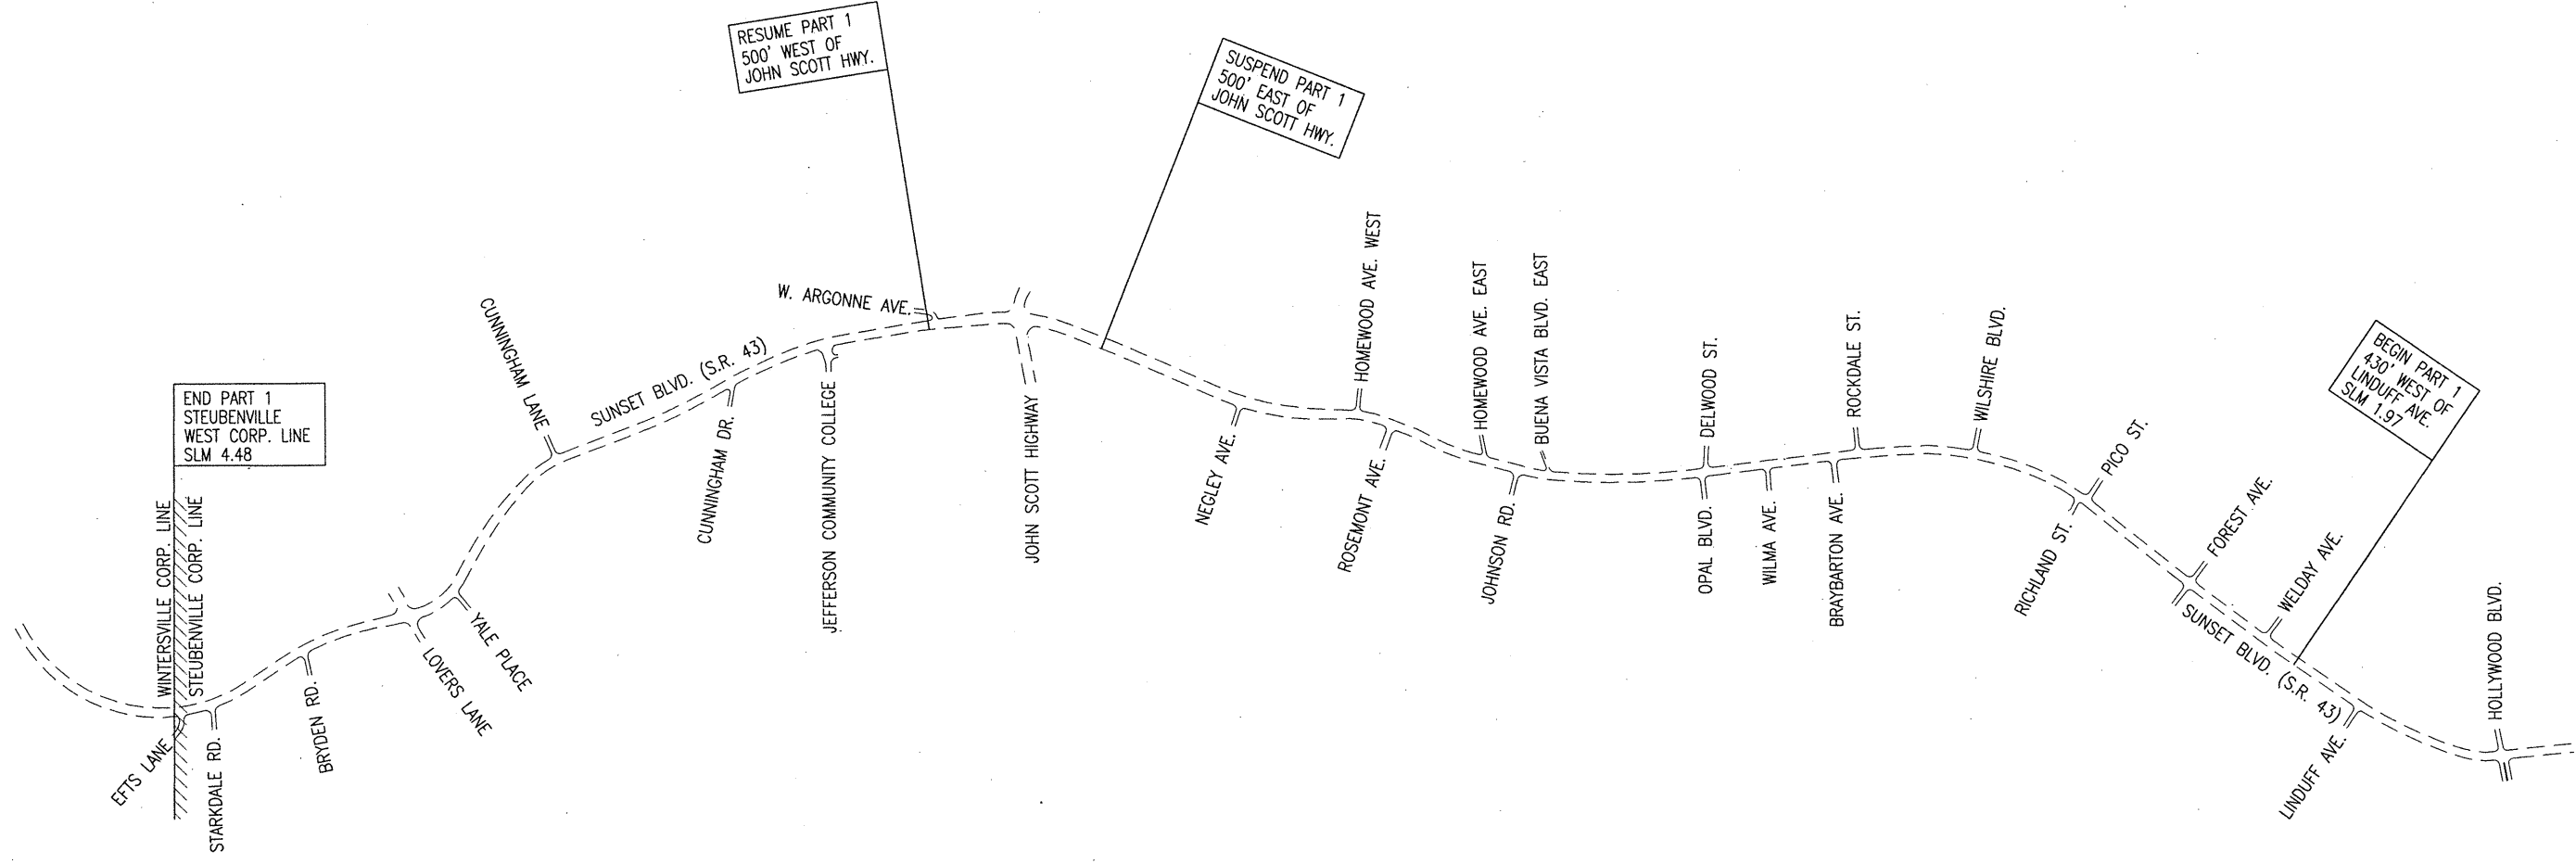 RESUME PART 1
500' WEST OF
JOHN SCOTT HWY.
SUSPEND PART 1
500' EAST OF
JOHN SCOTT HWY.
BEGIN PART 1
430' WEST OF
LINDUFF AVE.
SLM 1.97
END PART 1
STEUBENVILLE
WEST CORP. LINE
SLM 4.48
WINTERSVILLE CORP. LINE
STEUBENVILLE CORP. LINE
EFTS LANE
STARKDALE RD.
BRYDEN RD.
LOVERS LANE
YALE PLACE
CUNNINGHAM LANE
SUNSET BLVD. (S.R. 43)
CUNNINGHAM DR.
JEFFERSON COMMUNITY COLLEGE
W. ARGONNE AVE.
JOHN SCOTT HIGHWAY
NEGLEY AVE.
HOMEWOOD AVE. WEST
ROSEMONT AVE.
HOMEWOOD AVE. EAST
JOHNSON RD.
BUENA VISTA BLVD. EAST
DELWOOD ST.
OPAL BLVD.
WILMA AVE.
BRAYBARTON AVE.
ROCKDALE ST.
WILSHIRE BLVD.
PICO ST.
RICHLAND ST.
FOREST AVE.
WELDAY AVE.
SUNSET BLVD. (S.R. 43)
LINDUFF AVE.
HOLLYWOOD BLVD.